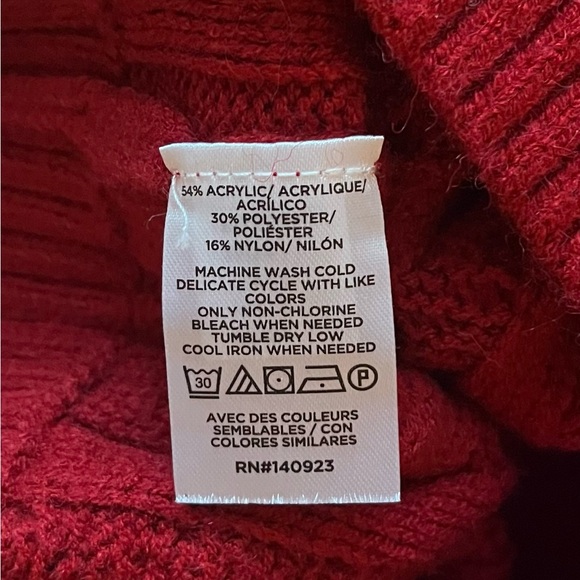 54% ACRYLIC/ ACRYLIQUE/
ACRÍLICO
30% POLYESTER/
POLIÉSTER
16% NYLON/ NILÓN
MACHINE WASH COLD
DELICATE CYCLE WITH LIKE
COLORS
ONLY NON-CHLORINE
BLEACH WHEN NEEDED
TUMBLE DRY LOW
COOL IRON WHEN NEEDED
30 P
AVEC DES COULEURS
SEMBLABLES / CON
COLORES SIMILARES
RN#140923